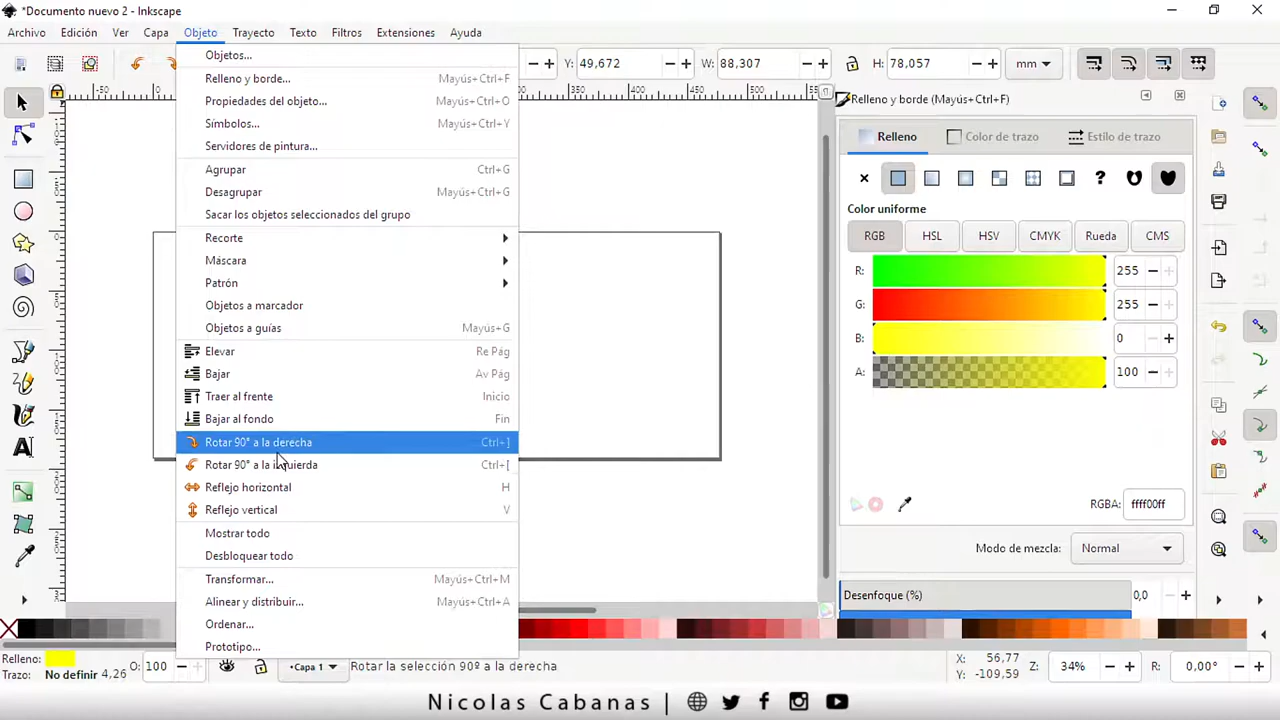 *Documento nuevo 2 - Inkscape
Archivo Edición Ver Capa Objeto Trayecto Texto Filtros Extensiones Ayuda
Y: 49,672 W: 88,307 H: 78,057 mm
-50 0 350 400 450 500 550
Objetos...
Relleno y borde... Mayús+Ctrl+F
Propiedades del objeto... Mayús+Ctrl+O
Símbolos... Mayús+Ctrl+Y
Servidores de pintura...
Agrupar Ctrl+G
Desagrupar Mayús+Ctrl+G
Sacar los objetos seleccionados del grupo
Recorte
Máscara
Patrón
Objetos a marcador
Objetos a guías Mayús+G
Elevar Re Pág
Bajar Av Pág
Traer al frente Inicio
Bajar al fondo Fin
Rotar 90° a la derecha Ctrl+]
Rotar 90° a la izquierda Ctrl+[
Reflejo horizontal H
Reflejo vertical V
Mostrar todo
Desbloquear todo
Transformar... Mayús+Ctrl+M
Alinear y distribuir... Mayús+Ctrl+A
Ordenar...
Prototipo...
Relleno y borde (Mayús+Ctrl+F)
Relleno Color de trazo Estilo de trazo
Color uniforme
RGB HSL HSV CMYK Rueda CMS
R: 255
G: 255
B: 0
A: 100
RGBA: ffff00ff
Modo de mezcla: Normal
Desenfoque (%) 0,0
Relleno:
Trazo: No definir 4,26
O: 100
•Capa 1
Rotar la selección 90º a la derecha
X: 56,77
Y: -109,59
Z: 34% R: 0,00°
Nicolas Cabanas |